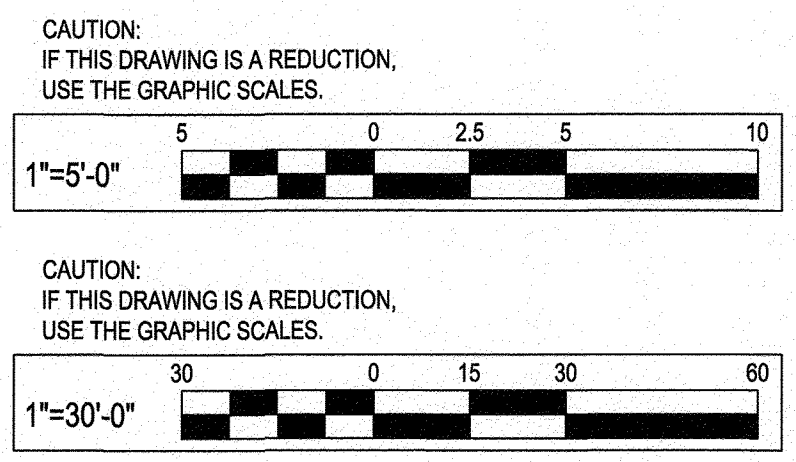 CAUTION:
IF THIS DRAWING IS A REDUCTION,
USE THE GRAPHIC SCALES.
5 0 2.5 5 10
1"=5'-0"
CAUTION:
IF THIS DRAWING IS A REDUCTION,
USE THE GRAPHIC SCALES.
30 0 15 30 60
1"=30'-0"